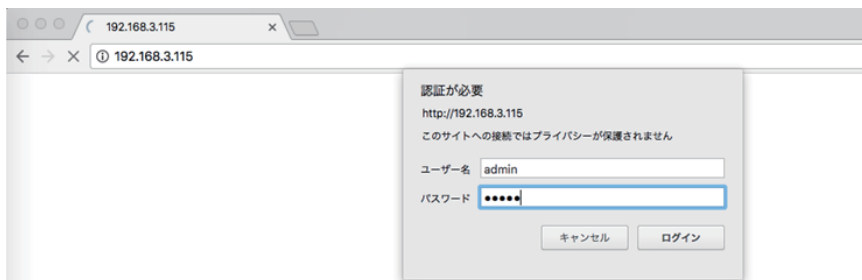 192.168.3.115
192.168.3.115
認証が必要
http://192.168.3.115
このサイトへの接続ではプライバシーが保護されません
ユーザー名 admin
パスワード •••••
キャンセル ログイン